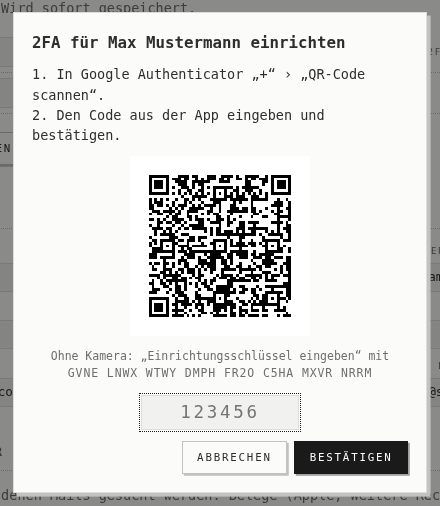 Wird sofort gespeichert.
2FA für Max Mustermann einrichten
1. In Google Authenticator „+“ › „QR-Code
scannen“.
2. Den Code aus der App eingeben und
bestätigen.
Ohne Kamera: „Einrichtungsschlüssel eingeben“ mit
GVNE LNWX WTWY DMPH FR2O C5HA MXVR NRRM
123456
ABBRECHEN
BESTÄTIGEN